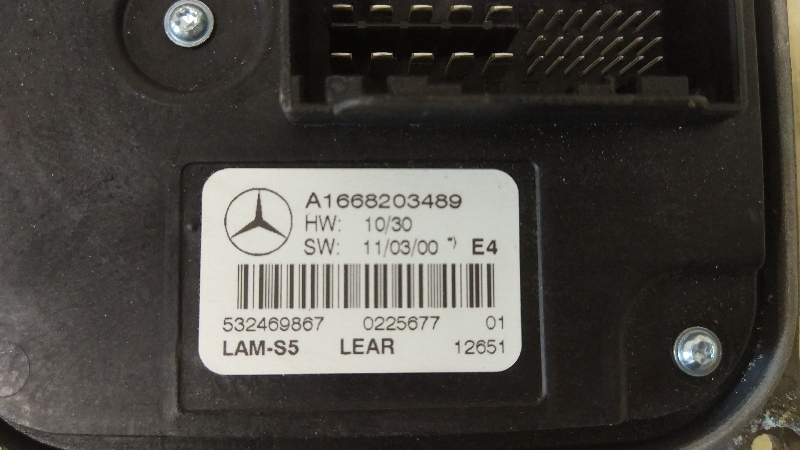 A1668203489
HW: 10/30
SW: 11/03/00 *) E4
532469867 0225677 01
LAM-S5 LEAR 12651